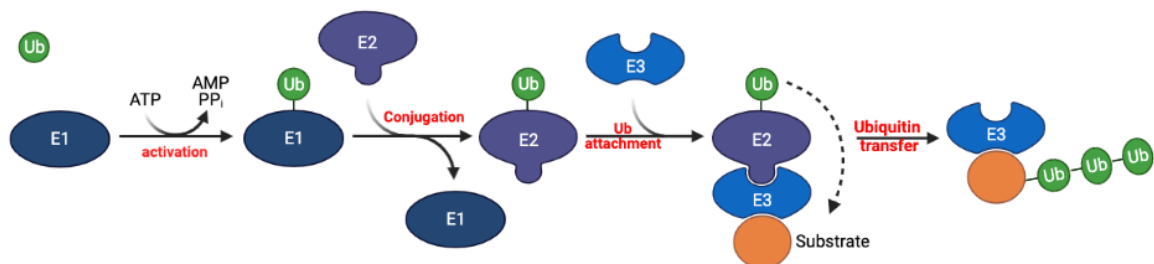 Ub
E1
ATP
AMP
PPi
activation
Ub
E1
E2
Conjugation
E1
Ub
E2
E3
Ub
attachment
Ub
E2
E3
Substrate
Ubiquitin
transfer
E3
Ub
Ub
Ub